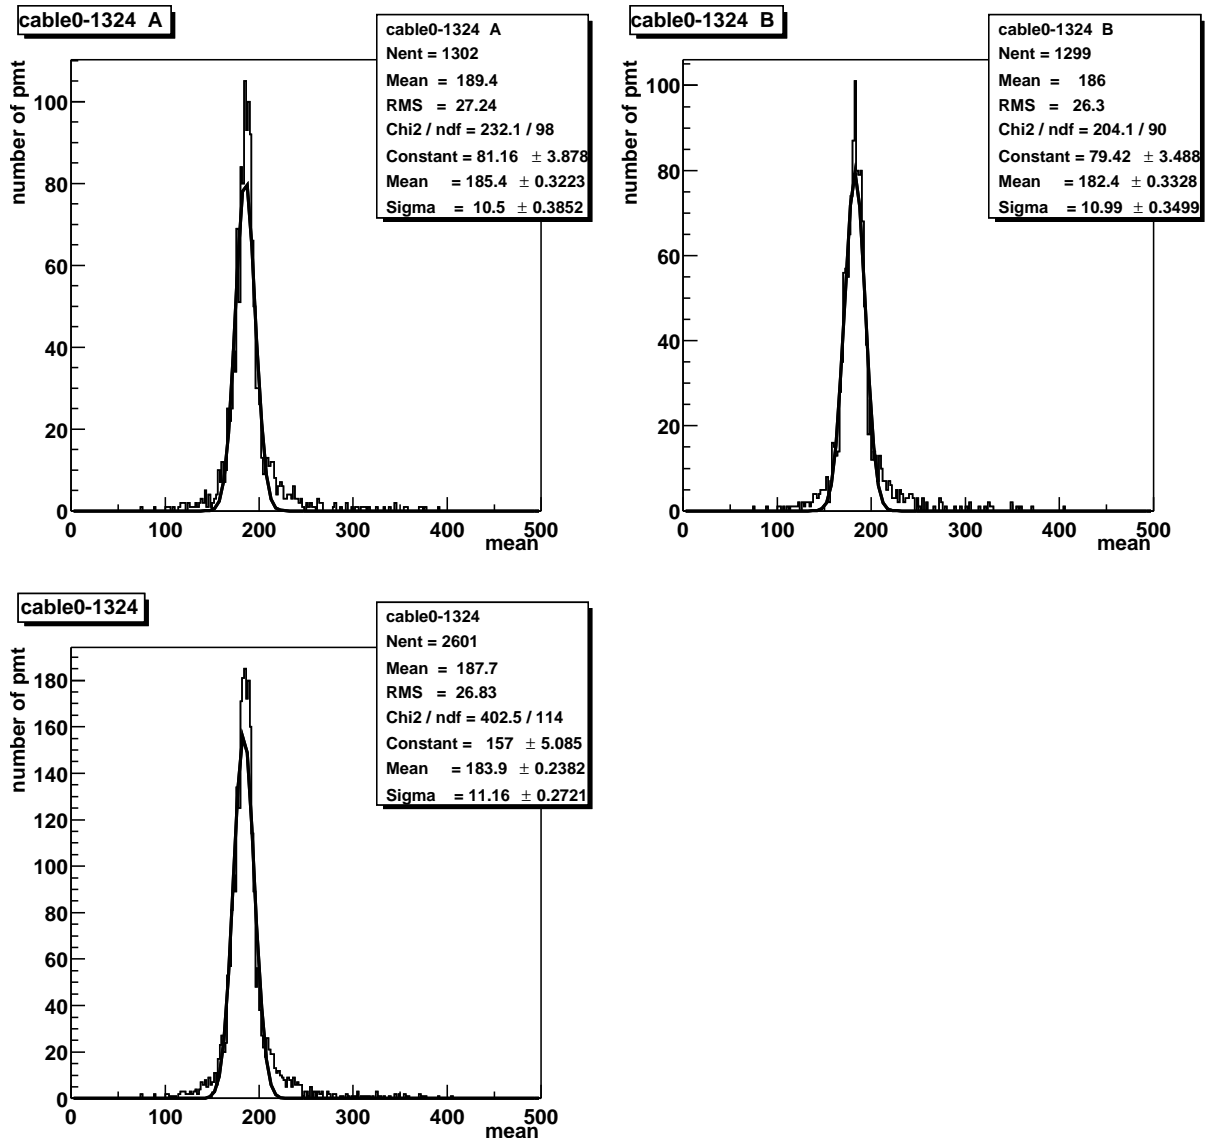 cable0-1324 A
cable0-1324 A
Nent = 1302
Mean = 189.4
RMS = 27.24
Chi2 / ndf = 232.1 / 98
Constant = 81.16 ± 3.878
Mean = 185.4 ± 0.3223
Sigma = 10.5 ± 0.3852
number of pmt
100
80
60
40
20
0
0 100 200 300 400 500
mean
cable0-1324 B
cable0-1324 B
Nent = 1299
Mean = 186
RMS = 26.3
Chi2 / ndf = 204.1 / 90
Constant = 79.42 ± 3.488
Mean = 182.4 ± 0.3328
Sigma = 10.99 ± 0.3499
number of pmt
100
80
60
40
20
0
0 100 200 300 400 500
mean
cable0-1324
cable0-1324
Nent = 2601
Mean = 187.7
RMS = 26.83
Chi2 / ndf = 402.5 / 114
Constant = 157 ± 5.085
Mean = 183.9 ± 0.2382
Sigma = 11.16 ± 0.2721
number of pmt
180
160
140
120
100
80
60
40
20
0
0 100 200 300 400 500
mean